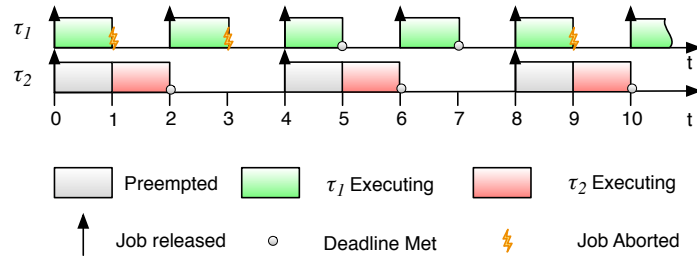 τ1 t
τ2
0 1 2 3 4 5 6 7 8 9 10 t
Preempted τ1 Executing τ2 Executing
Job released Deadline Met Job Aborted